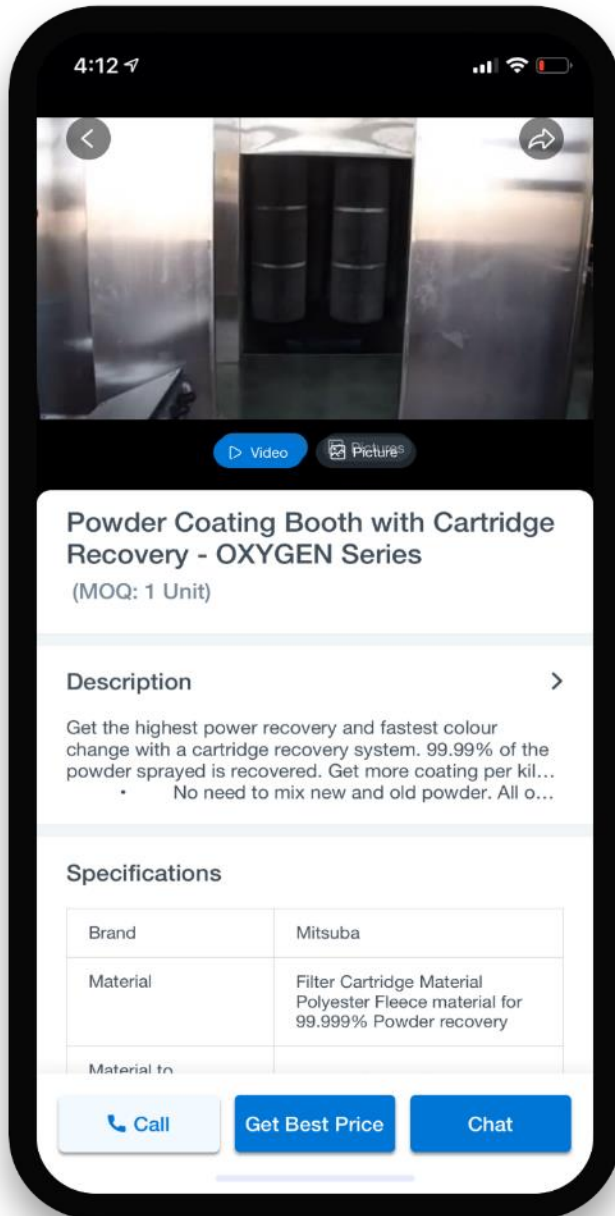 4:12
Video
Picture
Pictures
Powder Coating Booth with Cartridge
Recovery - OXYGEN Series
(MOQ: 1 Unit)
Description
Get the highest power recovery and fastest colour
change with a cartridge recovery system. 99.99% of the
powder sprayed is recovered. Get more coating per kil...
• No need to mix new and old powder. All o...
Specifications
Brand
Mitsuba
Material
Filter Cartridge Material
Polyester Fleece material for
99.999% Powder recovery
Material to
Call
Get Best Price
Chat